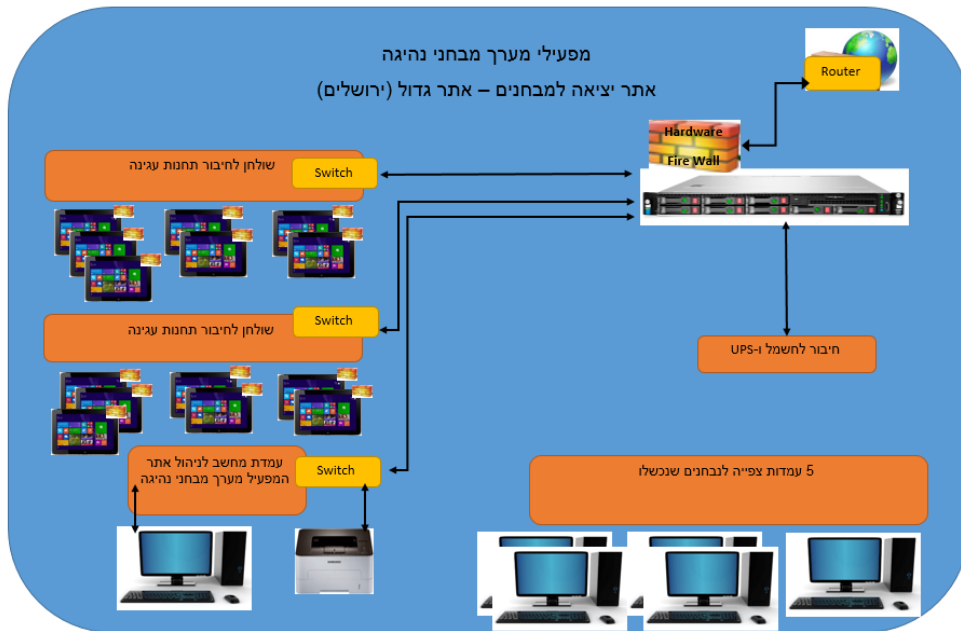 מפעילי מערך מבחני נהיגה
אתר יציאה למבחנים – אתר גדול (ירושלים)
Router
Hardware
Fire Wall
שולחן לחיבור תחנות עגינה
Switch
שולחן לחיבור תחנות עגינה
Switch
חיבור לחשמל ו-UPS
עמדת מחשב לניהול אתר
המפעיל מערך מבחני נהיגה
Switch
5 עמדות צפייה לנבחנים שנכשלו